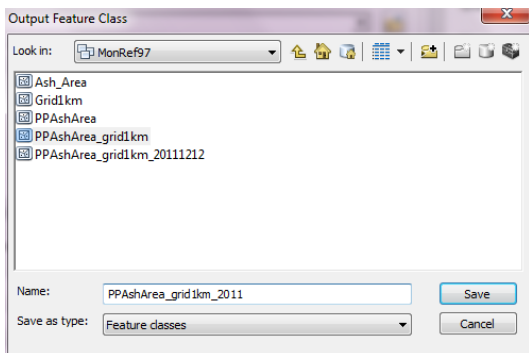 Output Feature Class
Look in: MonRef97
Ash_Area
Grid1km
PPAshArea
PPAshArea_grid1km
PPAshArea_grid1km_20111212
Name: PPAshArea_grid1km_2011 Save
Save as type: Feature classes Cancel